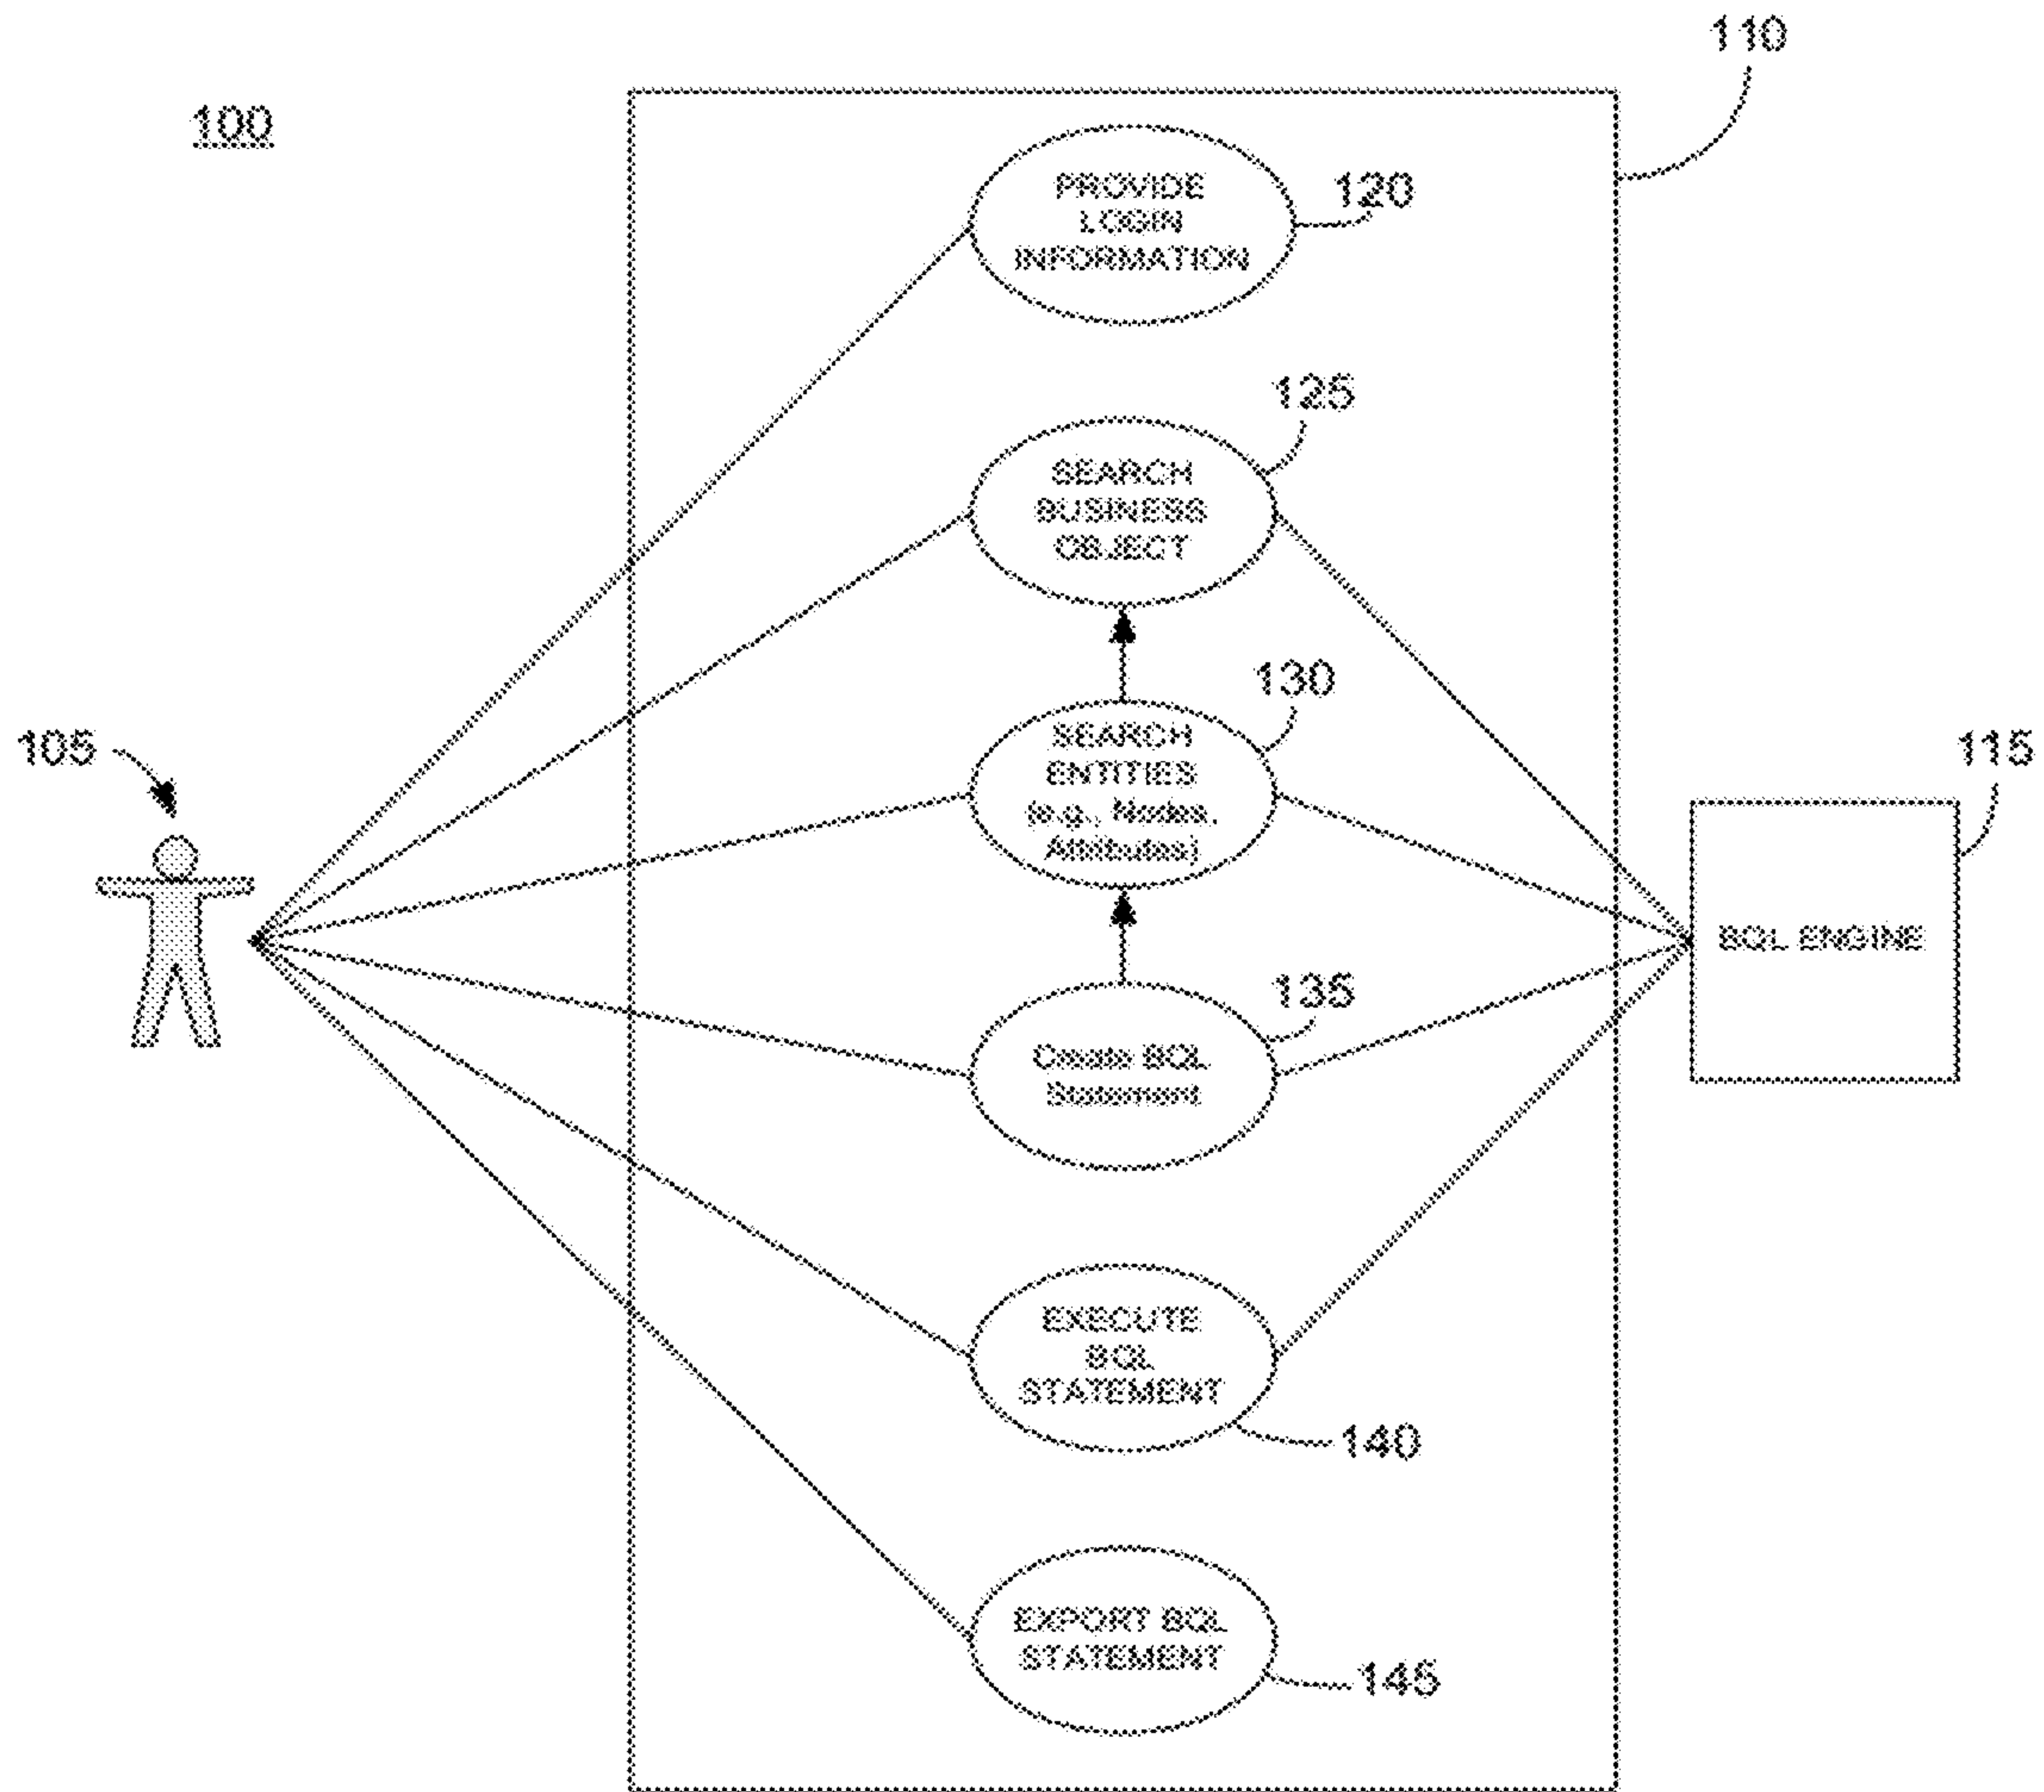 110
100
PROVIDE
LOGIN
INFORMATION
120
125
SEARCH
BUSINESS
OBJECT
130
SEARCH
ENTITIES
(e.g., Nodes,
Attributes)
105
115
BQL ENGINE
135
Create BQL
Statement
EXECUTE
BQL
STATEMENT
140
EXPORT BQL
STATEMENT
145